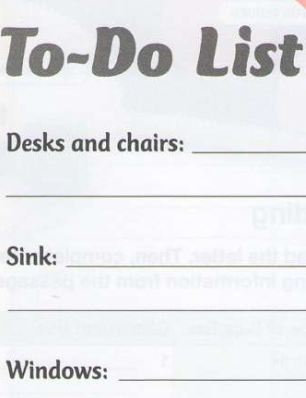 To-Do List
Desks and chairs:
Sink:
Windows: